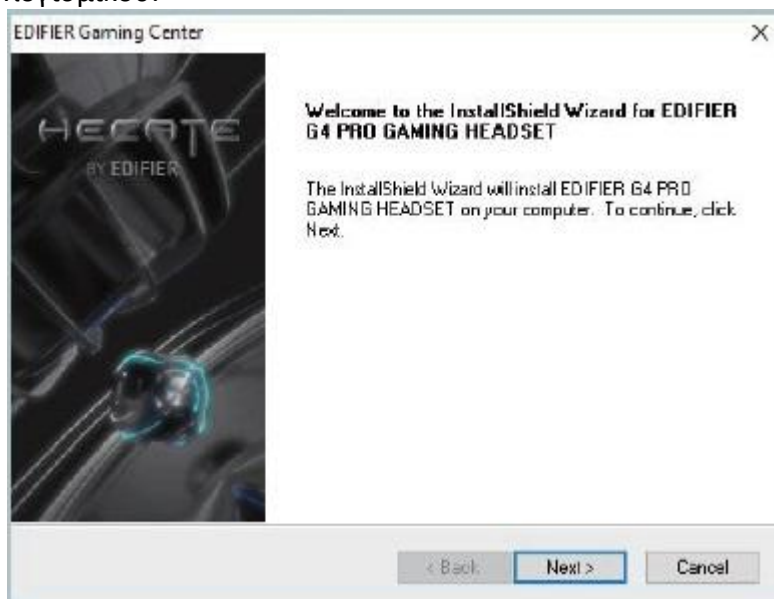 EDIFIER Gaming Center
HECATE
BY EDIFIER
Welcome to the InstallShield Wizard for EDIFIER
G4 PRO GAMING HEADSET
The InstallShield Wizard will install EDIFIER G4 PRO
GAMING HEADSET on your computer. To continue, click
Next.
< Back
Next >
Cancel